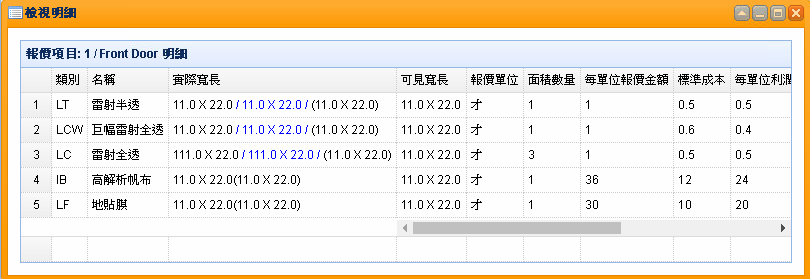 檢視明細
報價項目: 1 / Front Door 明細
類別 名稱 實際寬長 可見寬長 報價單位 面積數量 每單位報價金額 標準成本 每單位利潤
1 LT 雷射半透 11.0 X 22.0 / 11.0 X 22.0 / (11.0 X 22.0) 11.0 X 22.0 才 1 1 0.5 0.5
2 LCW 巨幅雷射全透 11.0 X 22.0 / 11.0 X 22.0 / (11.0 X 22.0) 11.0 X 22.0 才 1 1 0.6 0.4
3 LC 雷射全透 111.0 X 22.0 / 111.0 X 22.0 / (11.0 X 22.0) 11.0 X 22.0 才 3 1 0.5 0.5
4 IB 高解析帆布 11.0 X 22.0(11.0 X 22.0) 11.0 X 22.0 才 1 36 12 24
5 LF 地貼膜 11.0 X 22.0(11.0 X 22.0) 11.0 X 22.0 才 1 30 10 20